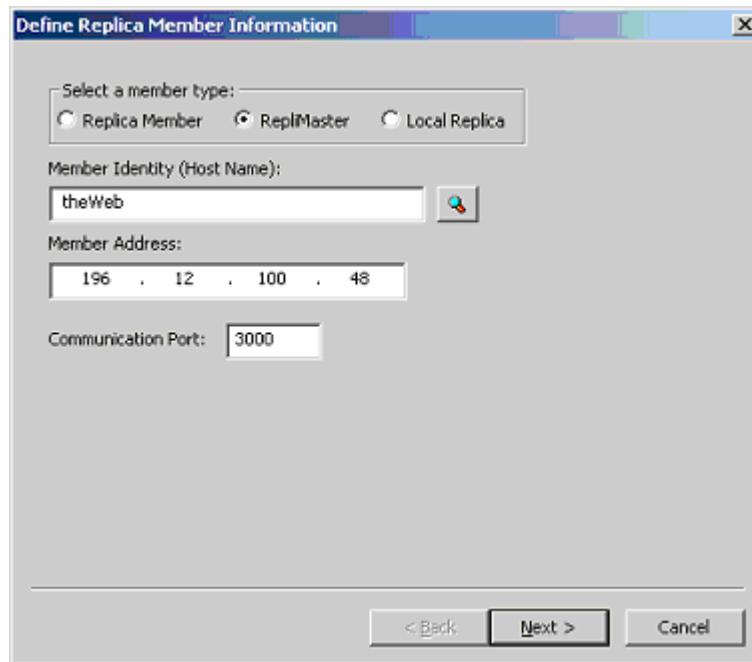 Define Replica Member Information
Select a member type:
Replica Member RepliMaster Local Replica
Member Identity (Host Name):
theWeb
Member Address:
196 . 12 . 100 . 48
Communication Port: 3000
< Back Next > Cancel